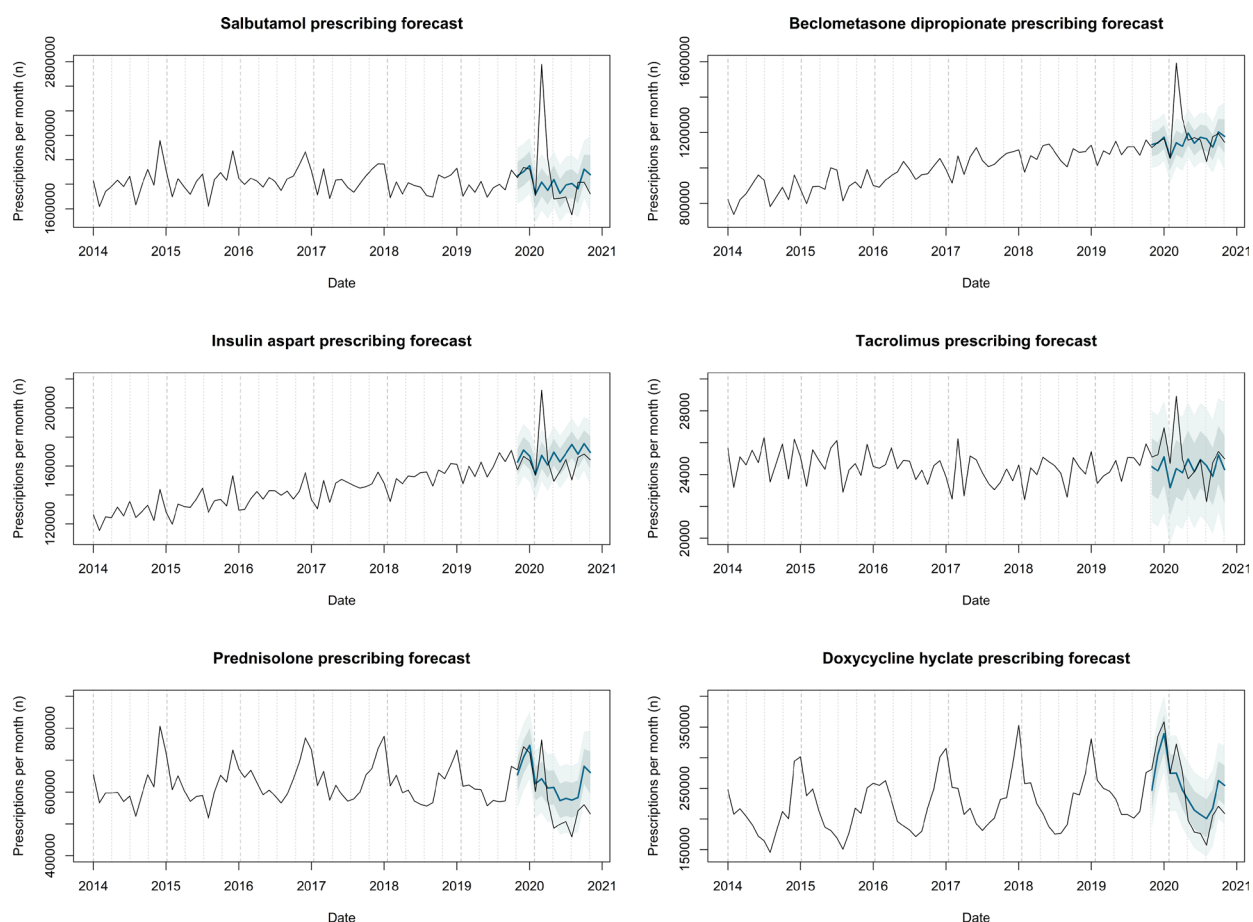 Salbutamol prescribing forecast
Prescriptions per month (n)
1600000 2200000 2800000
2014 2015 2016 2017 2018 2019 2020 2021
Date
Beclometasone dipropionate prescribing forecast
Prescriptions per month (n)
800000 1200000 1600000
2014 2015 2016 2017 2018 2019 2020 2021
Date
Insulin aspart prescribing forecast
Prescriptions per month (n)
120000 160000 200000
2014 2015 2016 2017 2018 2019 2020 2021
Date
Tacrolimus prescribing forecast
Prescriptions per month (n)
20000 24000 28000
2014 2015 2016 2017 2018 2019 2020 2021
Date
Prednisolone prescribing forecast
Prescriptions per month (n)
400000 600000 800000
2014 2015 2016 2017 2018 2019 2020 2021
Date
Doxycycline hyclate prescribing forecast
Prescriptions per month (n)
150000 250000 350000
2014 2015 2016 2017 2018 2019 2020 2021
Date